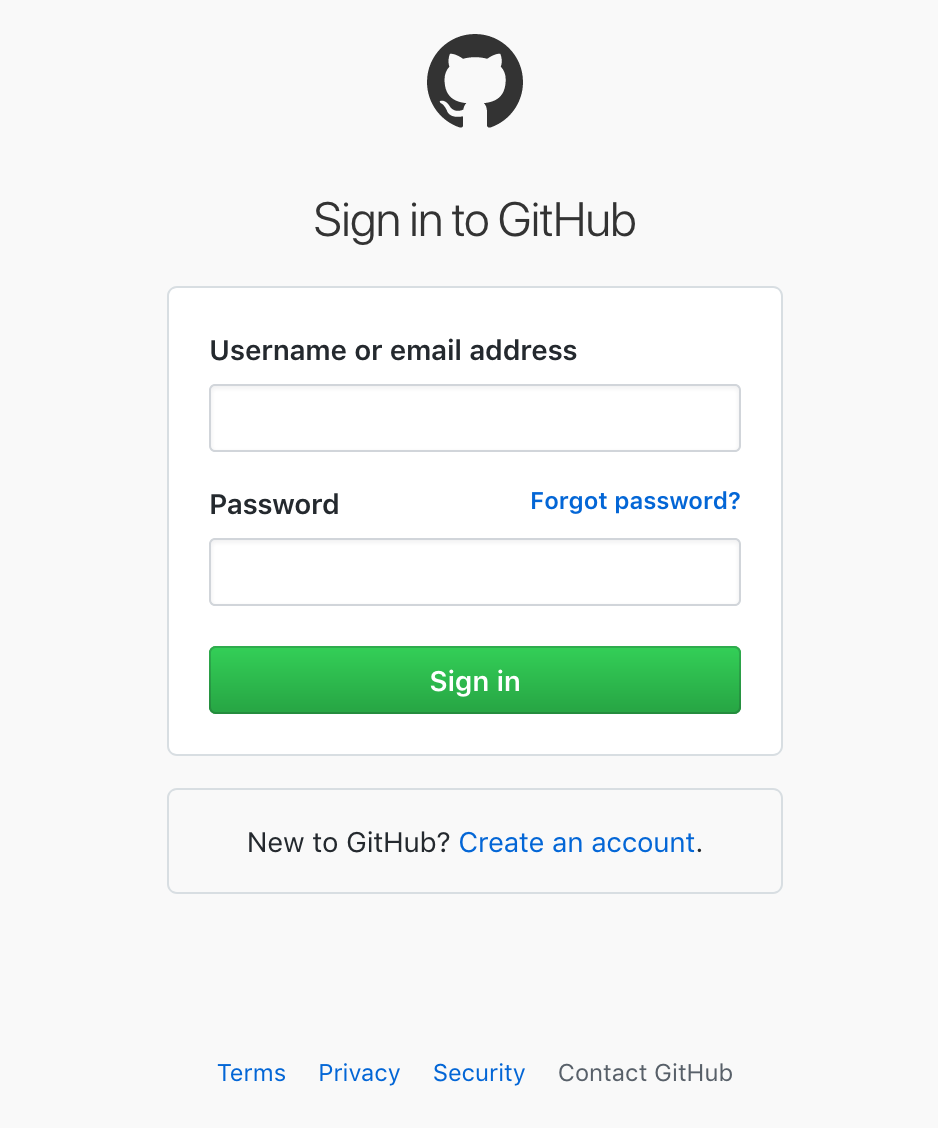 Sign in to GitHub
Username or email address
Password Forgot password?
Sign in
New to GitHub? Create an account.
Terms Privacy Security Contact GitHub